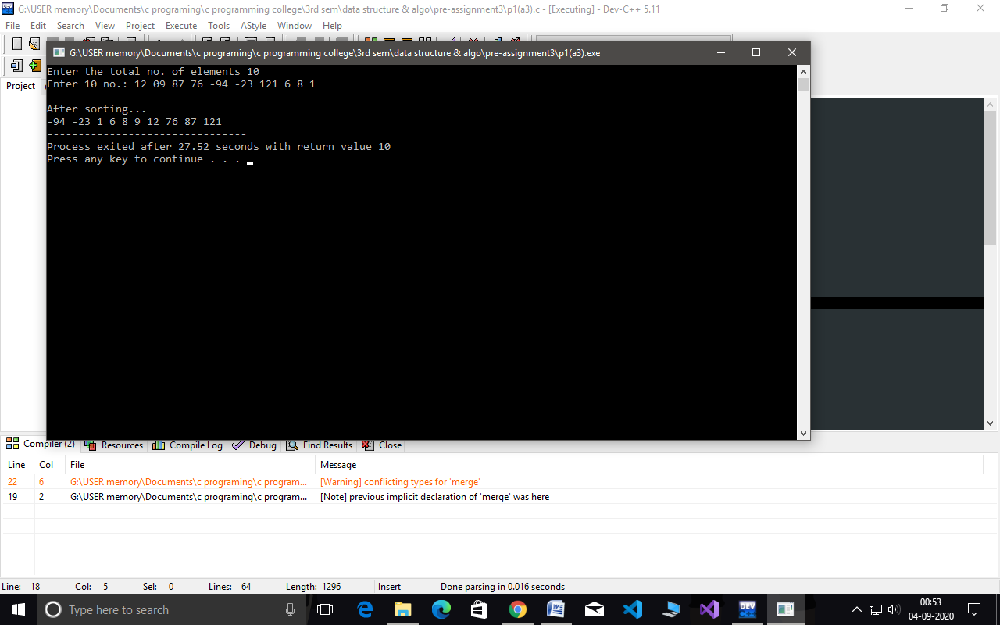 G:\USER memory\Documents\c programing\c programming college\3rd sem\data structure & algo\pre-assignment3\p1(a3).c - [Executing] - Dev-C++ 5.11
File Edit Search View Project Execute Tools AStyle Window Help
G:\USER memory\Documents\c programing\c programming college\3rd sem\data structure & algo\pre-assignment3\p1(a3).exe
Project
Enter the total no. of elements 10
Enter 10 no.: 12 09 87 76 -94 -23 121 6 8 1
After sorting...
-94 -23 1 6 8 9 12 76 87 121
--------------------------------
Process exited after 27.52 seconds with return value 10
Press any key to continue . . .
Compiler (2) Resources Compile Log Debug Find Results Close
Line Col File Message
22 6 G:\USER memory\Documents\c programing\c program... [Warning] conflicting types for 'merge'
19 2 G:\USER memory\Documents\c programing\c program... [Note] previous implicit declaration of 'merge' was here
Line: 18 Col: 5 Sel: 0 Lines: 64 Length: 1296 Insert Done parsing in 0.016 seconds
Type here to search
DEV
00:53
04-09-2020